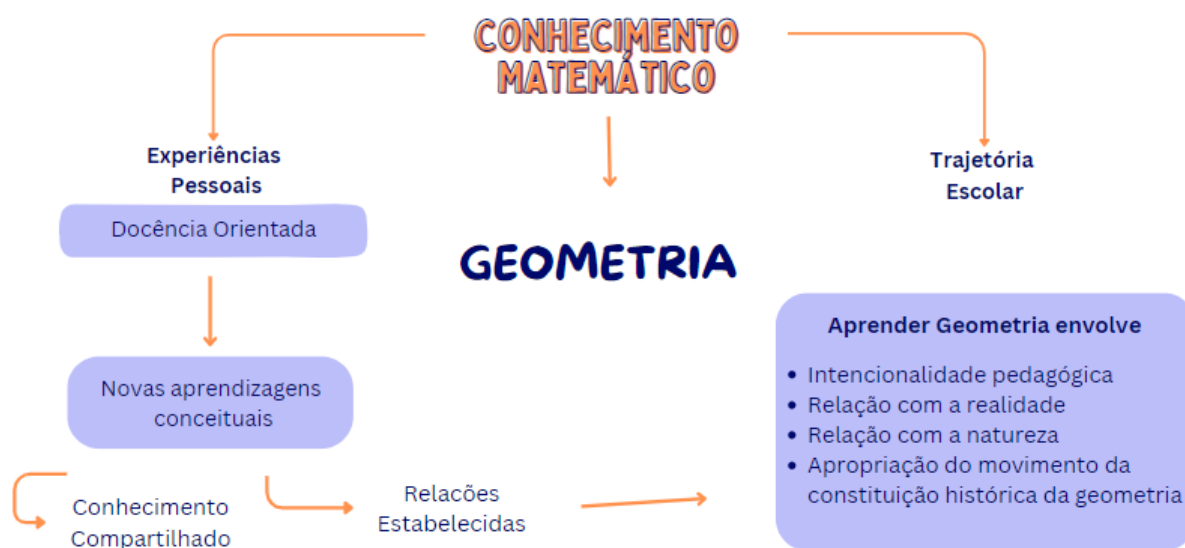 CONHECIMENTO
MATEMÁTICO
Experiências
Pessoais
Docência Orientada
Trajetória
Escolar
GEOMETRIA
Novas aprendizagens
conceituais
Aprender Geometria envolve
• Intencionalidade pedagógica
• Relação com a realidade
• Relação com a natureza
• Apropriação do movimento da
constituição histórica da geometria
Conhecimento
Compartilhado
Relacões
Estabelecidas